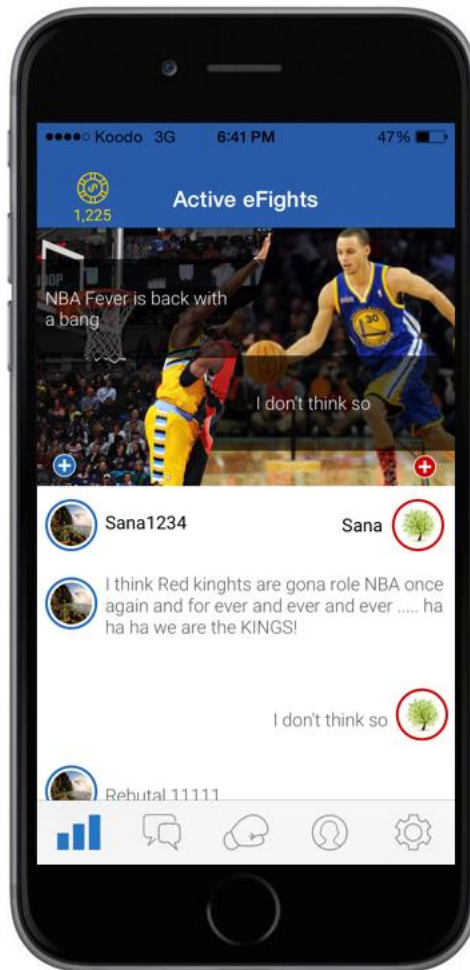 Koodo 3G 6:41 PM 47%
1,225
Active eFights
NBA Fever is back with
a bang
30
I don't think so
Sana1234
Sana
I think Red kinghts are gona role NBA once
again and for ever and ever and ever ..... ha
ha ha we are the KINGS!
I don't think so
Rebutal 11111